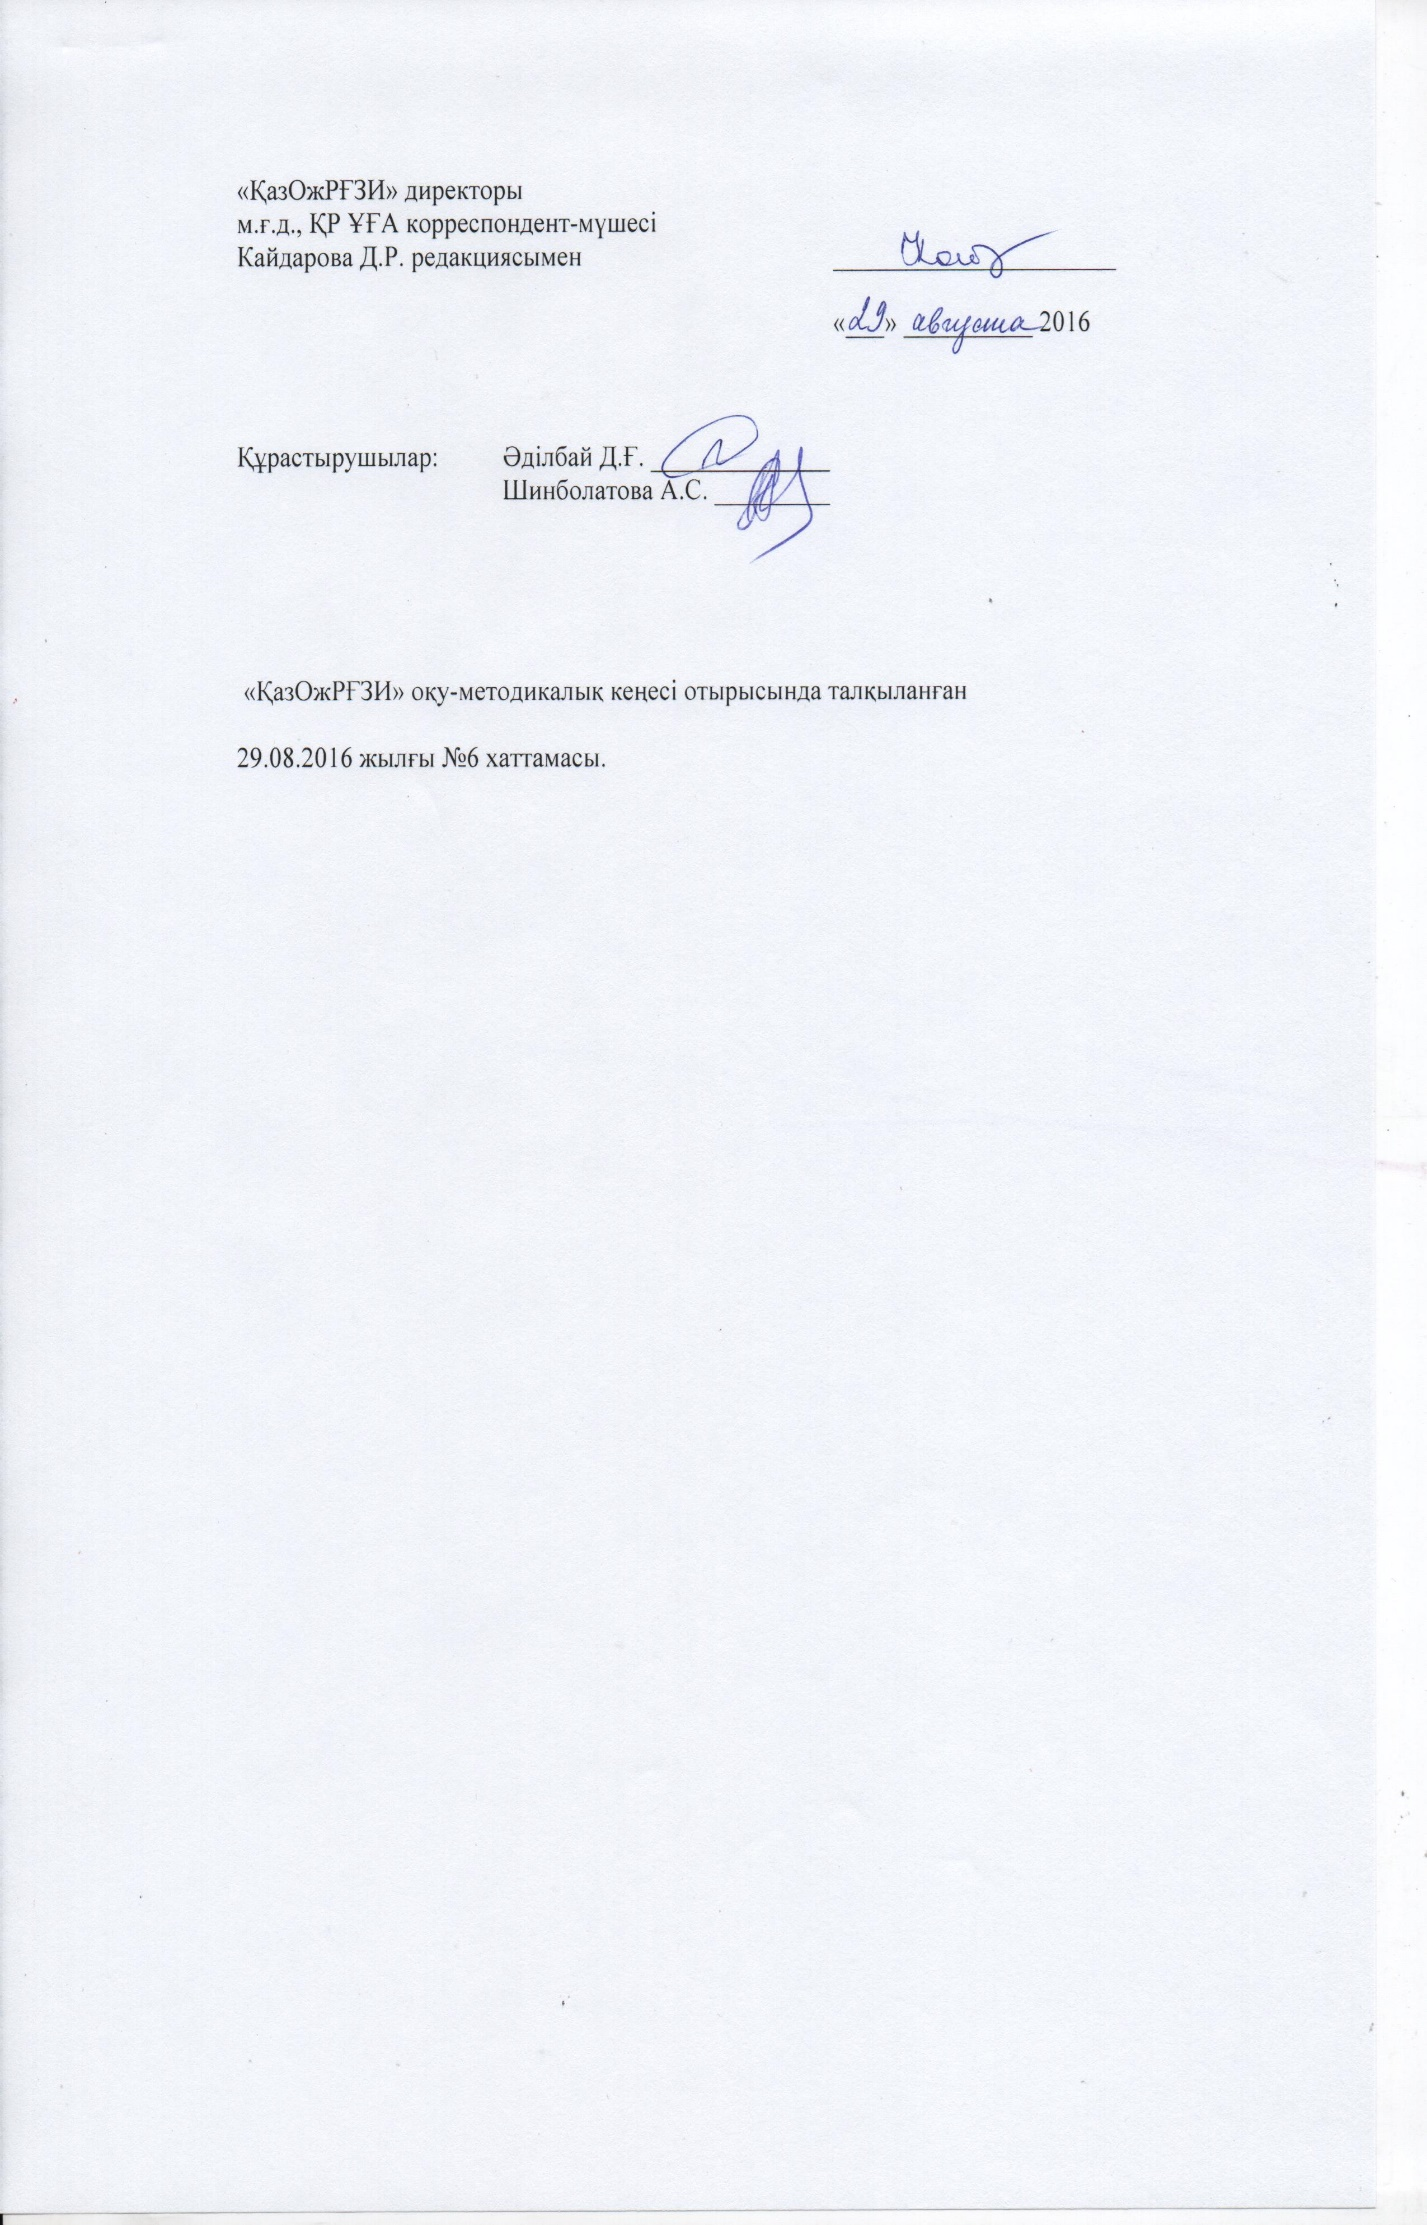 «ҚазОжРҒЗИ» директоры
м.ғ.д., ҚР ҰҒА корреспондент-мүшесі
Кайдарова Д.Р. редакциясымен
«29» августа 2016
Құрастырушылар: Әділбай Д.Ғ.
Шинболатова А.С.
«ҚазОжРҒЗИ» оқу-методикалық кеңесі отырысында талқыланған
29.08.2016 жылғы №6 хаттамасы.